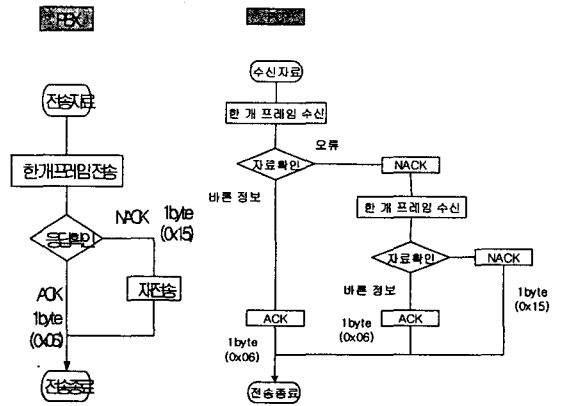 PBX
전송자료
한개프레임전송
응답확인
NACK 1byte
(0x15)
재전송
ACK
1byte
(0x06)
전송종료
수신자료
한 개 프레임 수신
자료확인
오류
NACK
바른 정보
한 개 프레임 수신
자료확인
NACK
바른 정보
1byte
(0x15)
ACK
1byte
(0x06)
ACK
1byte
(0x06)
전송종료